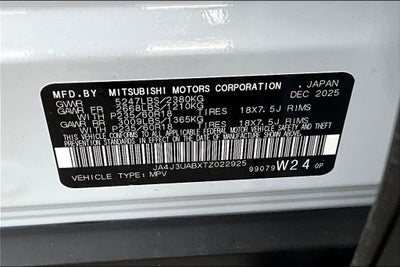 MFD.BY MITSUBISHI MOTORS CORPORATION , JAPAN
DEC 2025
GVWR 5247LBS/2380KG
GAWR FR 2668LBS/1210KG
WITH P235/60R18 TIRES 18X7.5J RIMS
GAWR RR 3009LBS/1365KG
WITH P235/60R18 TIRES 18X7.5J RIMS
THIS VEHICLE CONFORMS TO ALL APPLICABLE FEDERAL
MOTOR VEHICLE SAFETY AND THEFT PREVENTION
STANDARDS IN EFFECT ON THE DATE OF MANUFACTURE
SHOWN ABOVE.
JA4J3UABXTZ022925
VEHICLE TYPE: MPV
99079 W24 0P